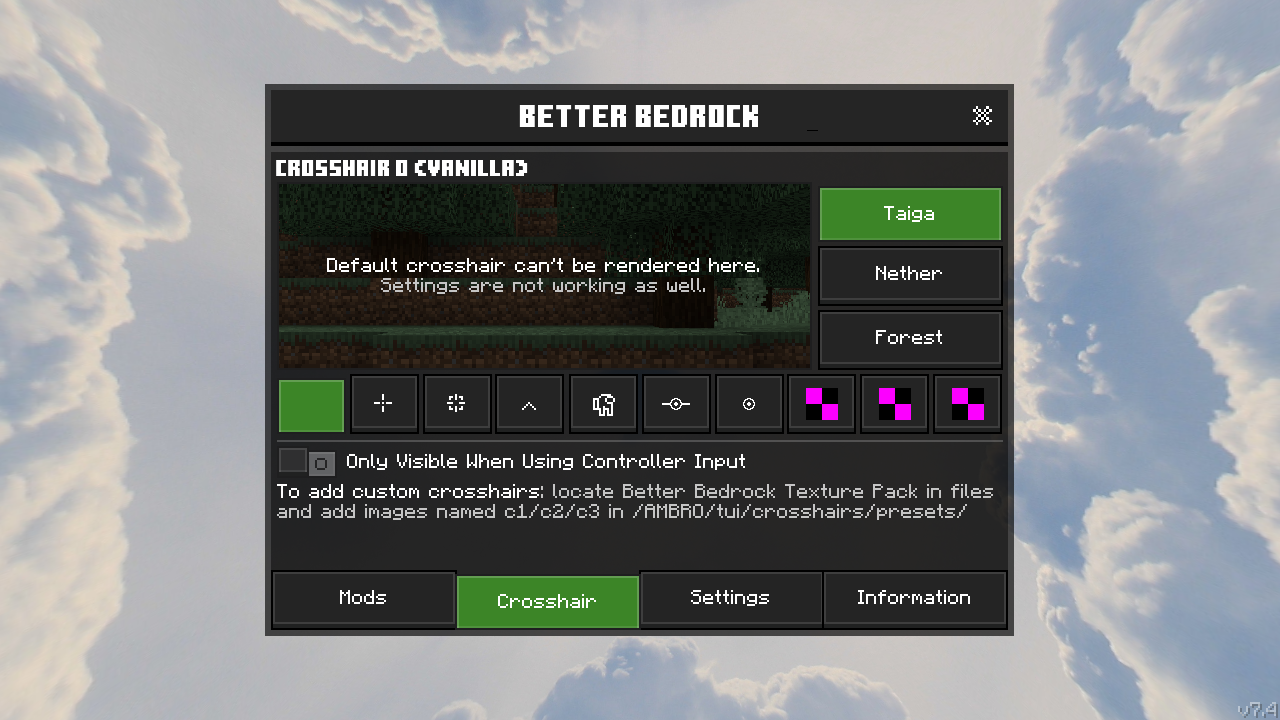 BETTER BEDROCK
CROSSHAIR 0 (VANILLA)
Default crosshair can't be rendered here.
Settings are not working as well.
Taiga
Nether
Forest
Only Visible When Using Controller Input
To add custom crosshairs: locate Better Bedrock Texture Pack in files
and add images named c1/c2/c3 in /AMBRO/tui/crosshairs/presets/
Mods
Crosshair
Settings
Information
v7.4